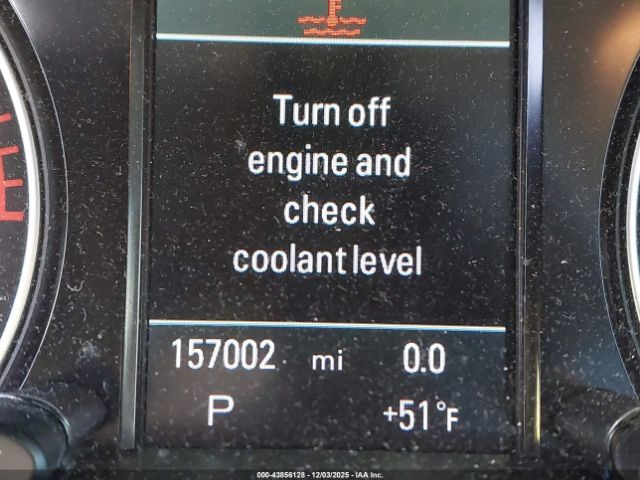 Turn off
engine and
check
coolant level
157002 mi 0.0
P +51°F
000-43856128 - 12/03/2025 - IAA Inc.